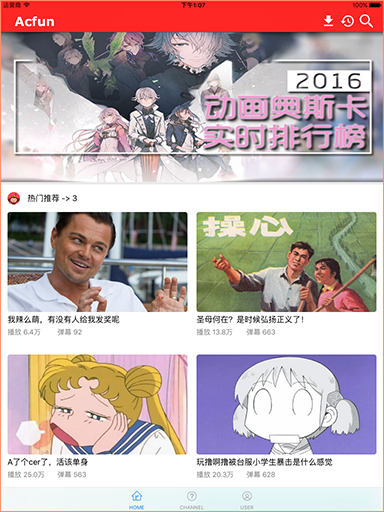 运营商 下午1:07 100%
Acfun
2016
动画奥斯卡
实时排行榜
热门推荐 -> 3
操心
我辣么萌，有没有人给我发奖呢
播放 6.4万 弹幕 92
圣母何在？是时候弘扬正义了！
播放 13.8万 弹幕 663
A了个cer了，活该单身
播放 25.0万 弹幕 563
玩撸啊撸被台服小学生暴击是什么感觉
播放 20.3万 弹幕 628
HOME CHANNEL USER